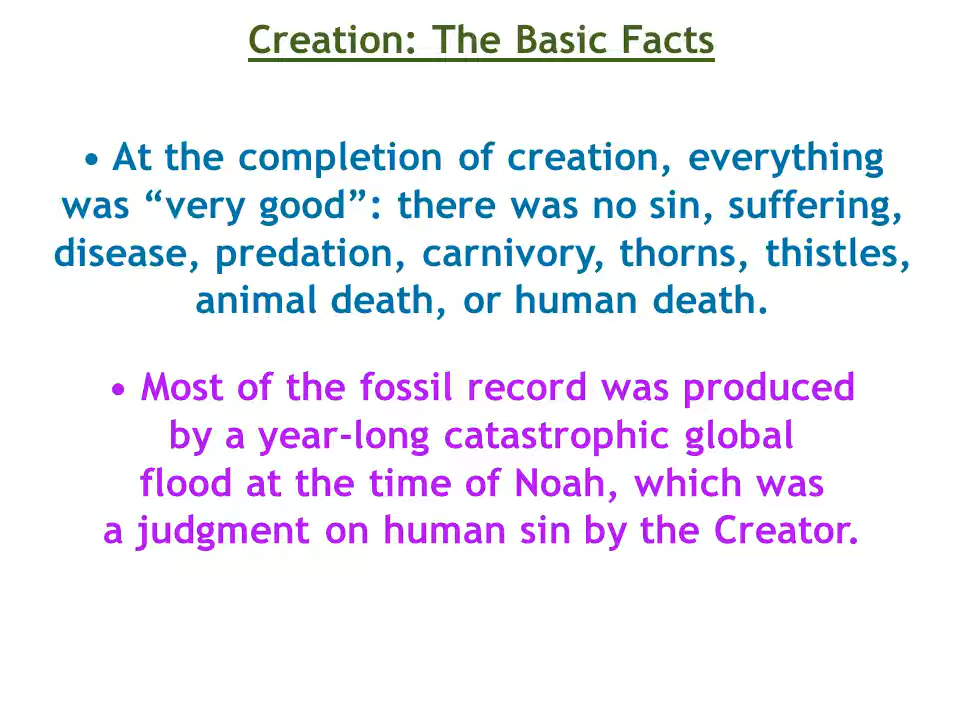 Creation: The Basic Facts
• At the completion of creation, everything
was “very good”: there was no sin, suffering,
disease, predation, carnivory, thorns, thistles,
animal death, or human death.
• Most of the fossil record was produced
by a year-long catastrophic global
flood at the time of Noah, which was
a judgment on human sin by the Creator.